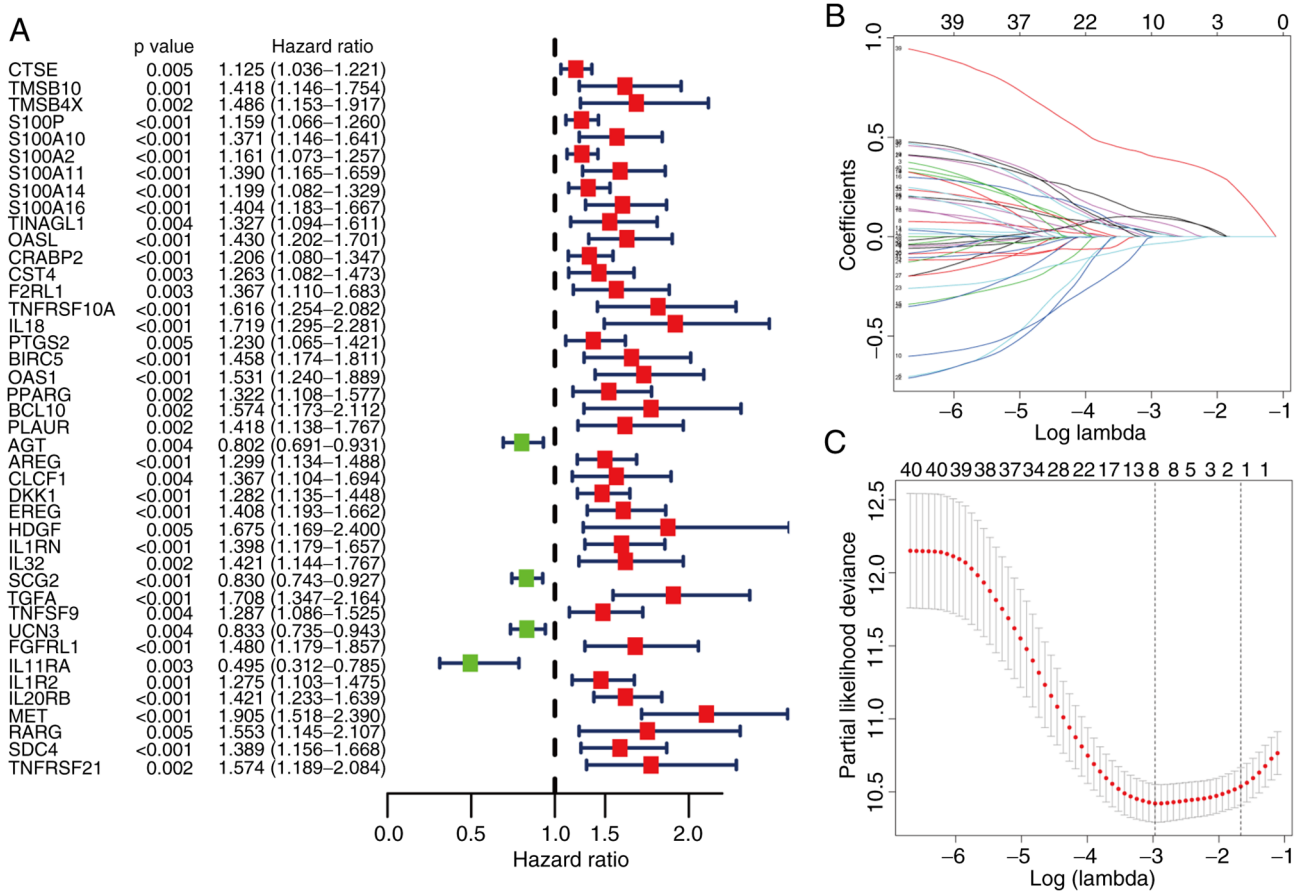 A
p value Hazard ratio
CTSE 0.005 1.125 (1.036–1.221)
TMSB10 0.001 1.418 (1.146–1.754)
TMSB4X 0.002 1.486 (1.153–1.917)
S100P <0.001 1.159 (1.066–1.260)
S100A10 <0.001 1.371 (1.146–1.641)
S100A2 <0.001 1.161 (1.073–1.257)
S100A11 <0.001 1.390 (1.165–1.659)
S100A14 <0.001 1.199 (1.082–1.329)
S100A16 <0.001 1.404 (1.183–1.667)
TINAGL1 0.004 1.327 (1.094–1.611)
OASL <0.001 1.430 (1.202–1.701)
CRABP2 <0.001 1.206 (1.080–1.347)
CST4 0.003 1.263 (1.082–1.473)
F2RL1 0.003 1.367 (1.110–1.683)
TNFRSF10A <0.001 1.616 (1.254–2.082)
IL18 <0.001 1.719 (1.295–2.281)
PTGS2 0.005 1.230 (1.065–1.421)
BIRC5 <0.001 1.458 (1.174–1.811)
OAS1 <0.001 1.531 (1.240–1.889)
PPARG 0.002 1.322 (1.108–1.577)
BCL10 0.002 1.574 (1.173–2.112)
PLAUR 0.002 1.418 (1.138–1.767)
AGT 0.004 0.802 (0.691–0.931)
AREG <0.001 1.299 (1.134–1.488)
CLCF1 0.004 1.367 (1.104–1.694)
DKK1 <0.001 1.282 (1.135–1.448)
EREG <0.001 1.408 (1.193–1.662)
HDGF 0.005 1.675 (1.169–2.400)
IL1RN <0.001 1.398 (1.179–1.657)
IL32 0.002 1.421 (1.144–1.767)
SCG2 <0.001 0.830 (0.743–0.927)
TGFA <0.001 1.708 (1.347–2.164)
TNFSF9 0.004 1.287 (1.086–1.525)
UCN3 0.004 0.833 (0.735–0.943)
FGFRL1 <0.001 1.480 (1.179–1.857)
IL11RA 0.003 0.495 (0.312–0.785)
IL1R2 0.001 1.275 (1.103–1.475)
IL20RB <0.001 1.421 (1.233–1.639)
MET <0.001 1.905 (1.518–2.390)
RARG 0.005 1.553 (1.145–2.107)
SDC4 <0.001 1.389 (1.156–1.668)
TNFRSF21 0.002 1.574 (1.189–2.084)
0.0 0.5 1.0 1.5 2.0
Hazard ratio
B
39 37 22 10 3 0
1.0
0.5
0.0
−0.5
Coefficients
−6 −5 −4 −3 −2 −1
Log lambda
C
40 40 39 38 37 34 28 22 17 13 8 8 5 3 2 1 1
12.5
12.0
11.5
11.0
10.5
Partial likelihood deviance
−6 −5 −4 −3 −2 −1
Log (lambda)